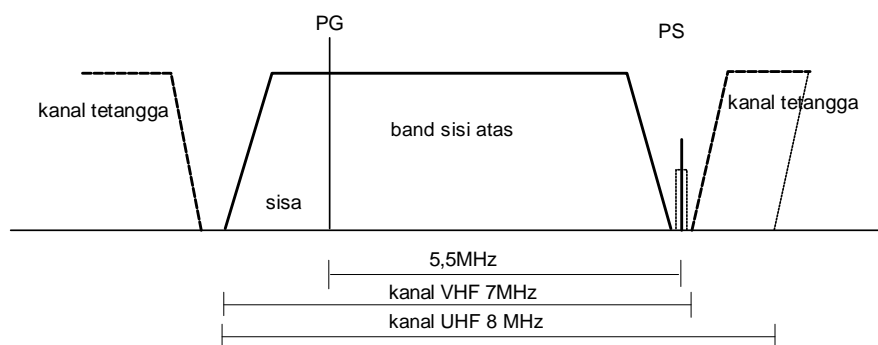 PG
PS
kanal tetangga
kanal tetangga
band sisi atas
sisa
5,5MHz
kanal VHF 7MHz
kanal UHF 8 MHz